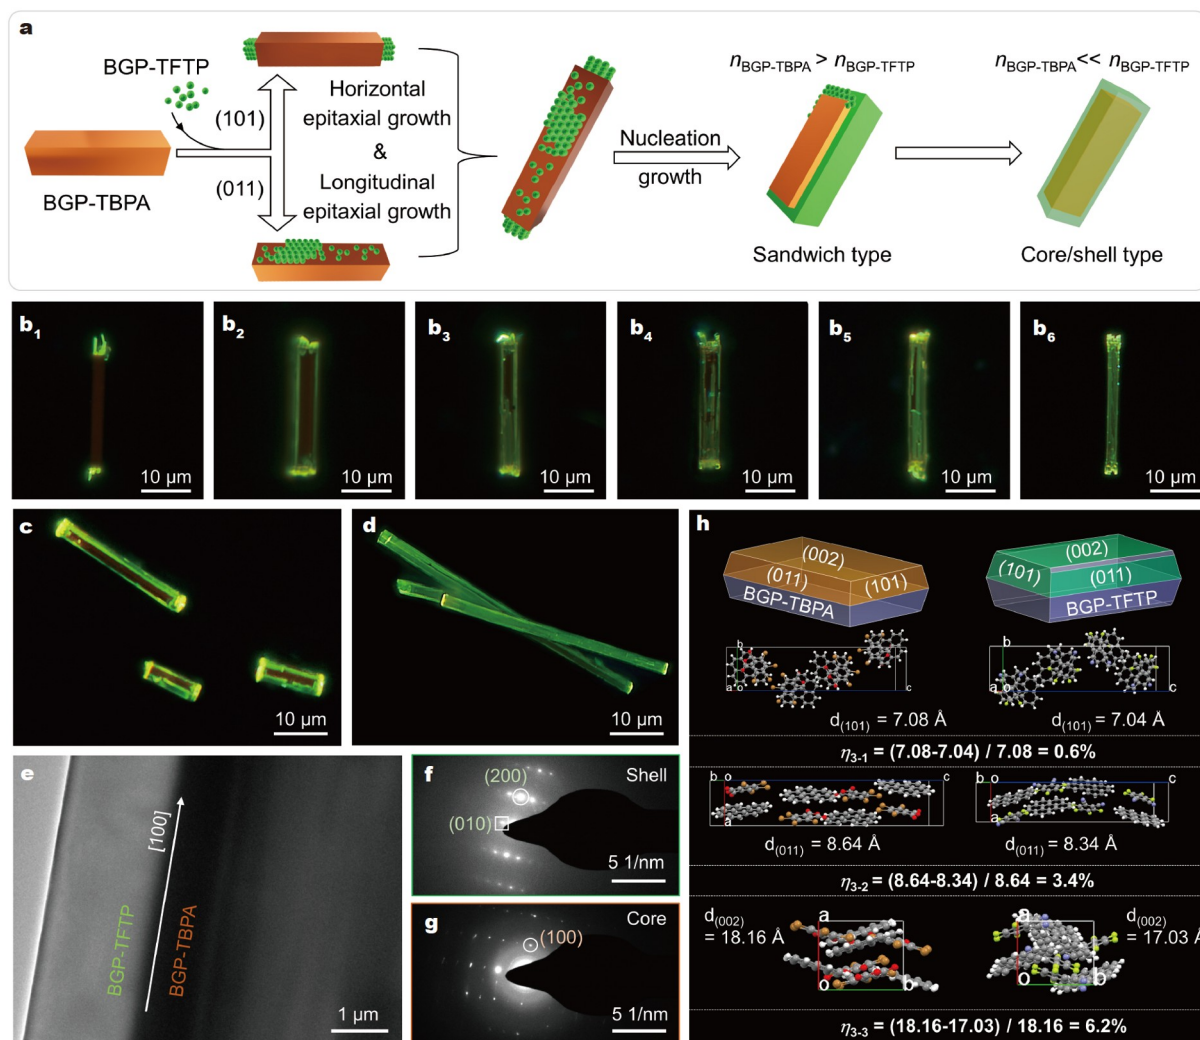 a
BGP-TFTP
BGP-TBPA
(101)
(011)
Horizontal
epitaxial growth
&
Longitudinal
epitaxial growth
Nucleation
growth
nBGP-TBPA > nBGP-TFTP
Sandwich type
nBGP-TBPA<< nBGP-TFTP
Core/shell type
b1
10 µm
b2
10 µm
b3
10 µm
b4
10 µm
b5
10 µm
b6
10 µm
c
10 µm
d
10 µm
e
BGP-TFTP
[100]
BGP-TBPA
1 µm
f
Shell
(200)
(010)
5 1/nm
g
Core
(100)
5 1/nm
h
(002)
(011)
(101)
BGP-TBPA
(002)
(101)
(011)
BGP-TFTP
b
a o
c
b
a o
c
d(101) = 7.08 Å
d(101) = 7.04 Å
η3-1 = (7.08-7.04) / 7.08 = 0.6%
b o
c
a
b o
c
a
d(011) = 8.64 Å
d(011) = 8.34 Å
η3-2 = (8.64-8.34) / 8.64 = 3.4%
d(002)
= 18.16 Å
a
o
b
a
o
b
d(002)
= 17.03 Å
η3-3 = (18.16-17.03) / 18.16 = 6.2%